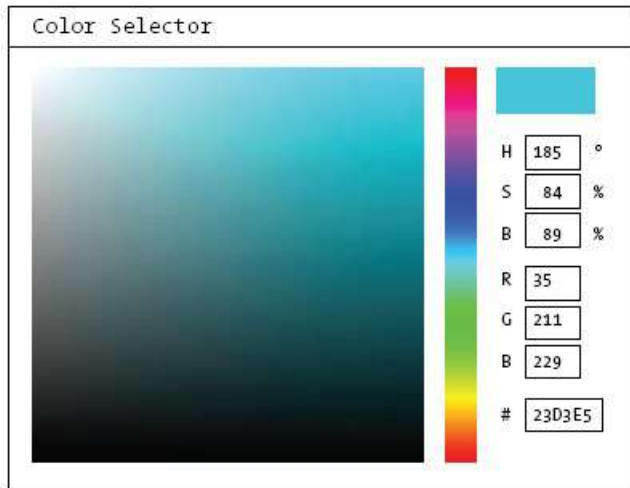 Color Selector
H 185 °
S 84 %
B 89 %
R 35
G 211
B 229
# 23D3E5